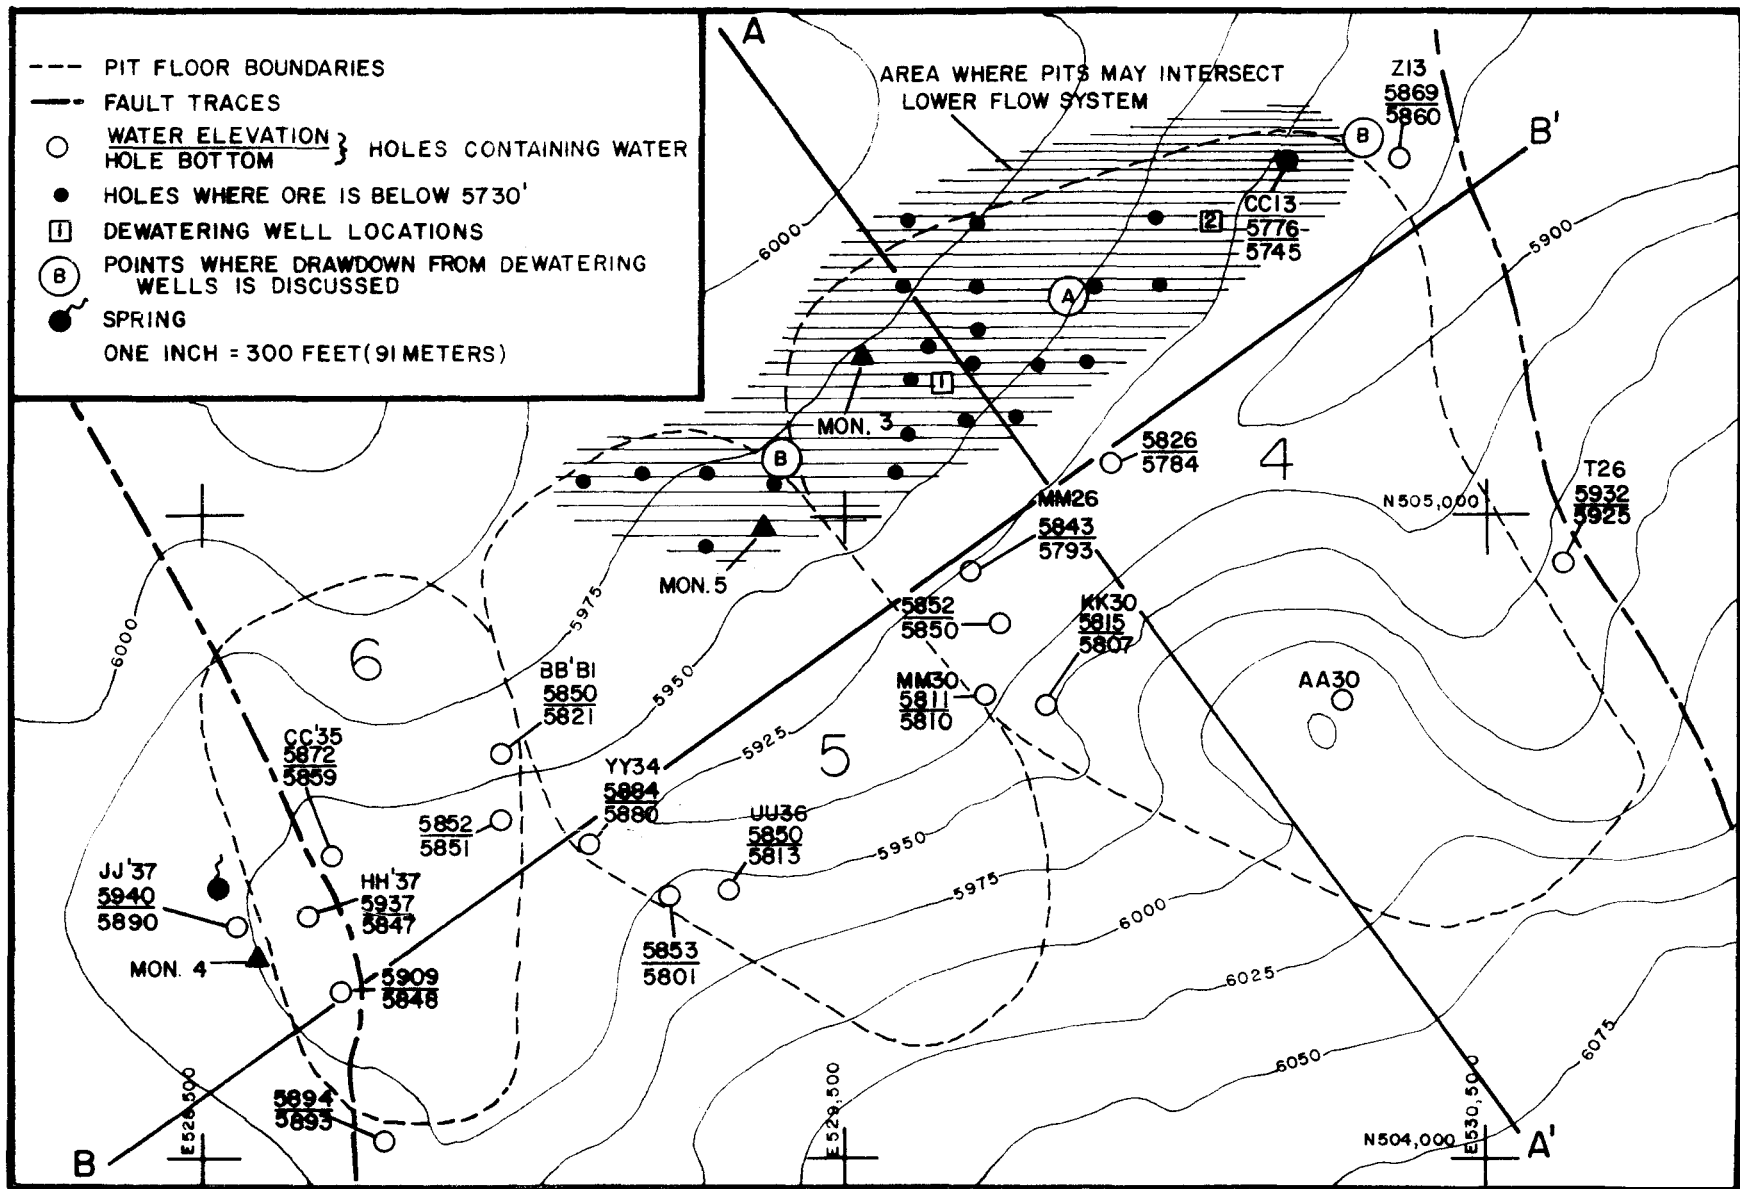 PIT FLOOR BOUNDARIES
FAULT TRACES
WATER ELEVATION
HOLE BOTTOM
} HOLES CONTAINING WATER
HOLES WHERE ORE IS BELOW 5730'
1 DEWATERING WELL LOCATIONS
B POINTS WHERE DRAWDOWN FROM DEWATERING
WELLS IS DISCUSSED
SPRING
ONE INCH = 300 FEET (91 METERS)
A
AREA WHERE PITS MAY INTERSECT
LOWER FLOW SYSTEM
Z13
5869
5860
B
B'
6000
2
CC13
5776
5745
5900
A
1
MON. 3
B
5826
5784
4
T26
5932
5925
N505,000
MM26
5843
5793
MON. 5
5975
5852
5850
KK30
5815
5807
6000
6
BB'B1
5850
5821
5950
MM30
5811
5810
AA30
CC'35
5872
5859
5925
5
YY34
5884
5880
UU36
5850
5813
5852
5851
5950
JJ'37
5940
5890
HH'37
5937
5847
5975
6000
MON. 4
5853
5801
5909
5848
6025
6050
6075
5894
5893
E528,500
E529,500
E530,500
N504,000
B
A'